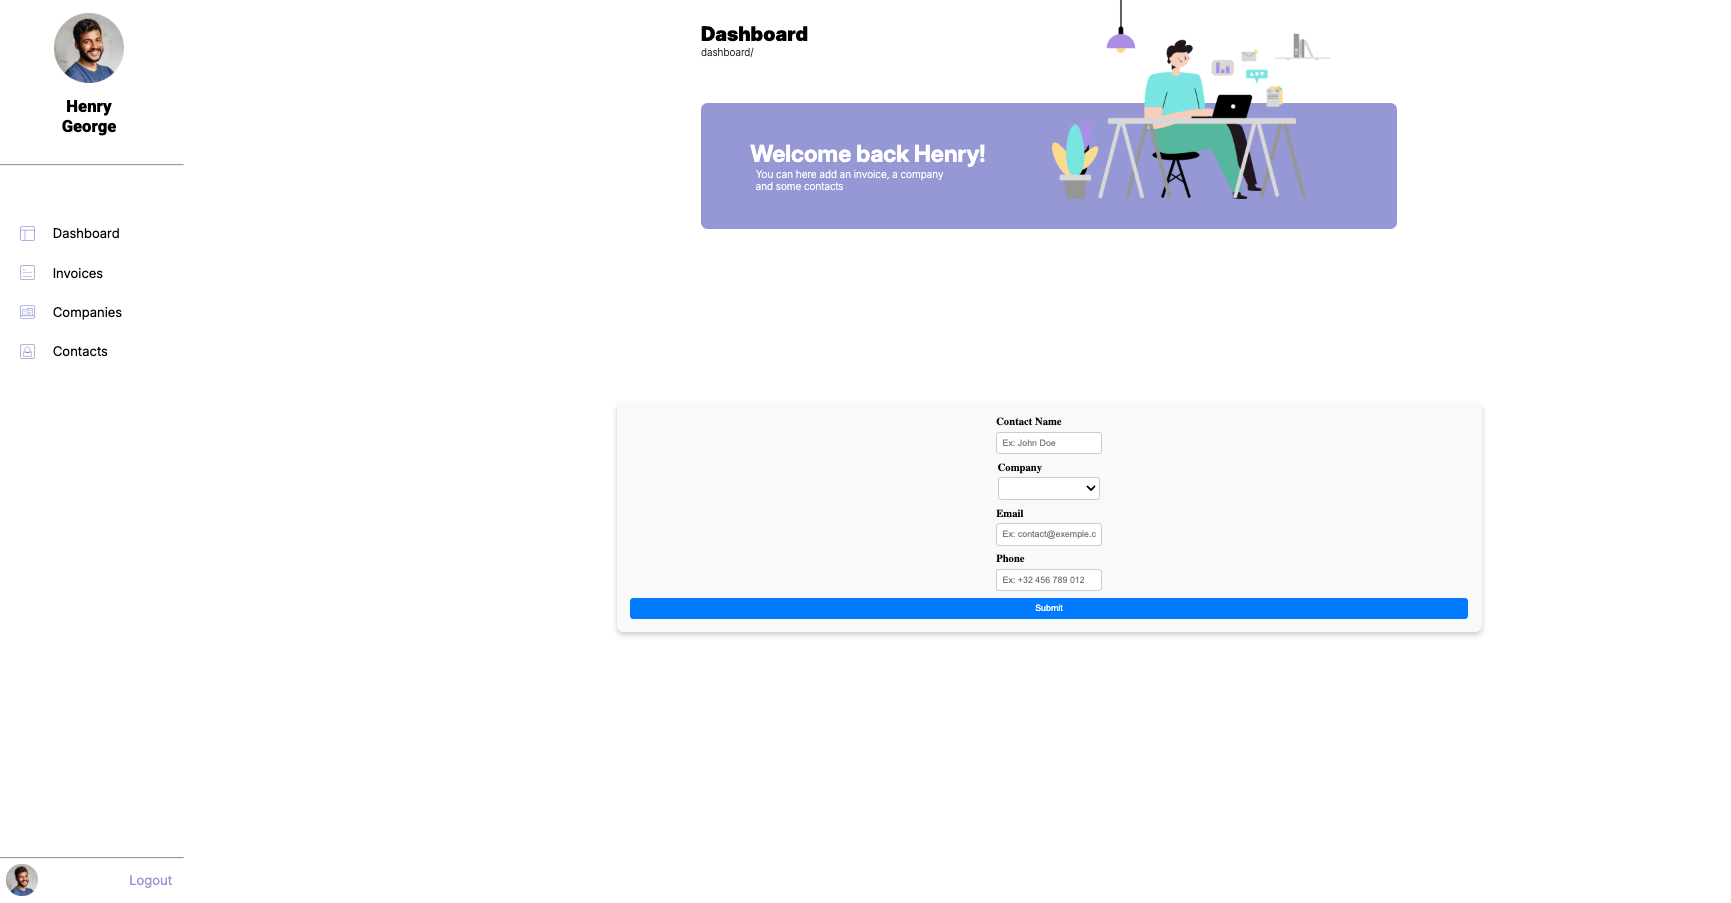 Henry
George
Dashboard
Invoices
Companies
Contacts
Logout
Dashboard
dashboard/
Welcome back Henry!
You can here add an invoice, a company
and some contacts
Contact Name
Ex: John Doe
Company
Email
Ex: contact@exemple.c
Phone
Ex: +32 456 789 012
Submit